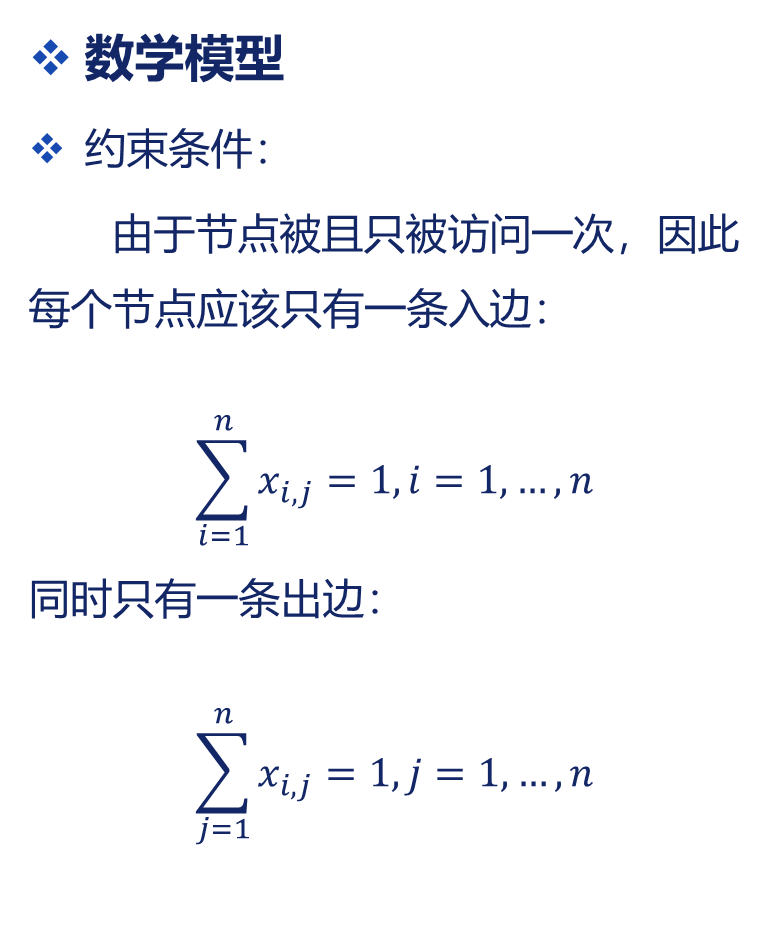 ❖ 数学模型
❖ 约束条件：
由于节点被且只被访问一次，因此
每个节点应该只有一条入边：
\sum_{i=1}^{n} x_{i,j} = 1, i = 1, ..., n
同时只有一条出边：
\sum_{j=1}^{n} x_{i,j} = 1, j = 1, ..., n